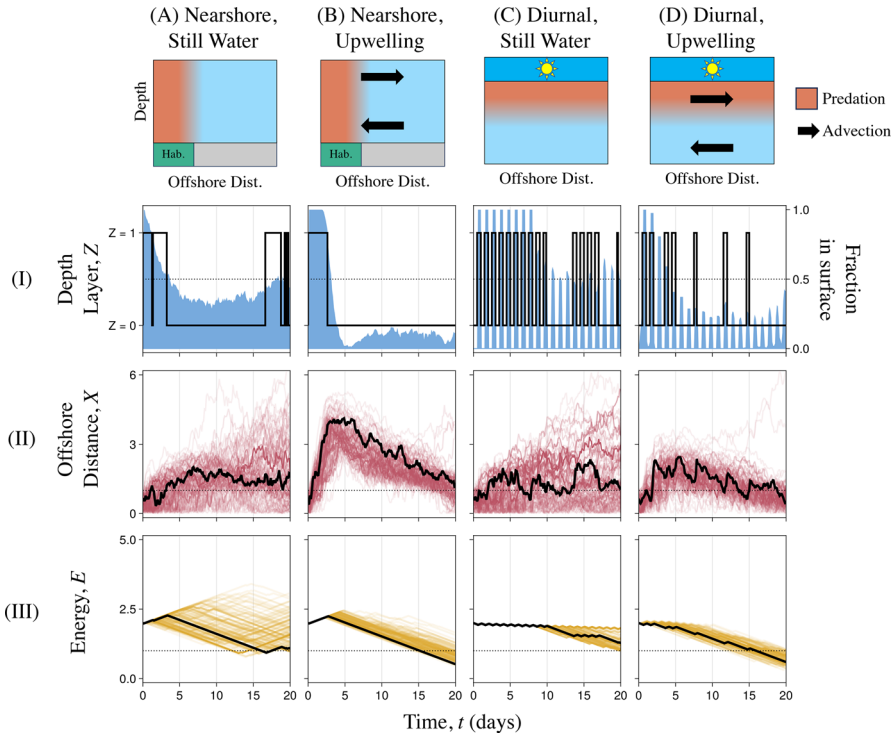 (A) Nearshore,
Still Water
(B) Nearshore,
Upwelling
(C) Diurnal,
Still Water
(D) Diurnal,
Upwelling
Depth
Hab.
Hab.
Offshore Dist.
Offshore Dist.
Offshore Dist.
Offshore Dist.
Predation
Advection
(I)
Depth
Layer, Z
Z = 1
Z = 0
1.0
0.5
0.0
Fraction
in surface
(II)
Offshore
Distance, X
6
3
0
(III)
Energy, E
5.0
2.5
0.0
0 5 10 15 20
0 5 10 15 20
0 5 10 15 20
0 5 10 15 20
Time, t (days)